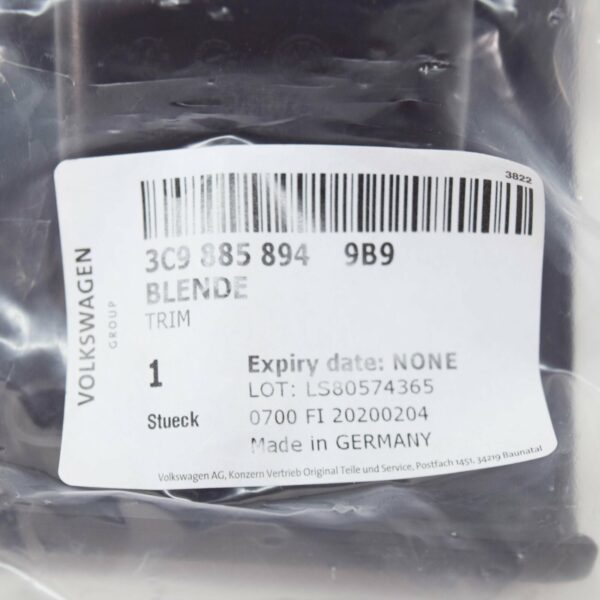 3822
VOLKSWAGEN
GROUP
3C9 885 894 9B9
BLENDE
TRIM
1
Stueck
Expiry date: NONE
LOT: LS80574365
0700 FI 20200204
Made in GERMANY
Volkswagen AG, Konzern Vertrieb Original Teile und Service, Postfach 1451, 34219 Baunatal